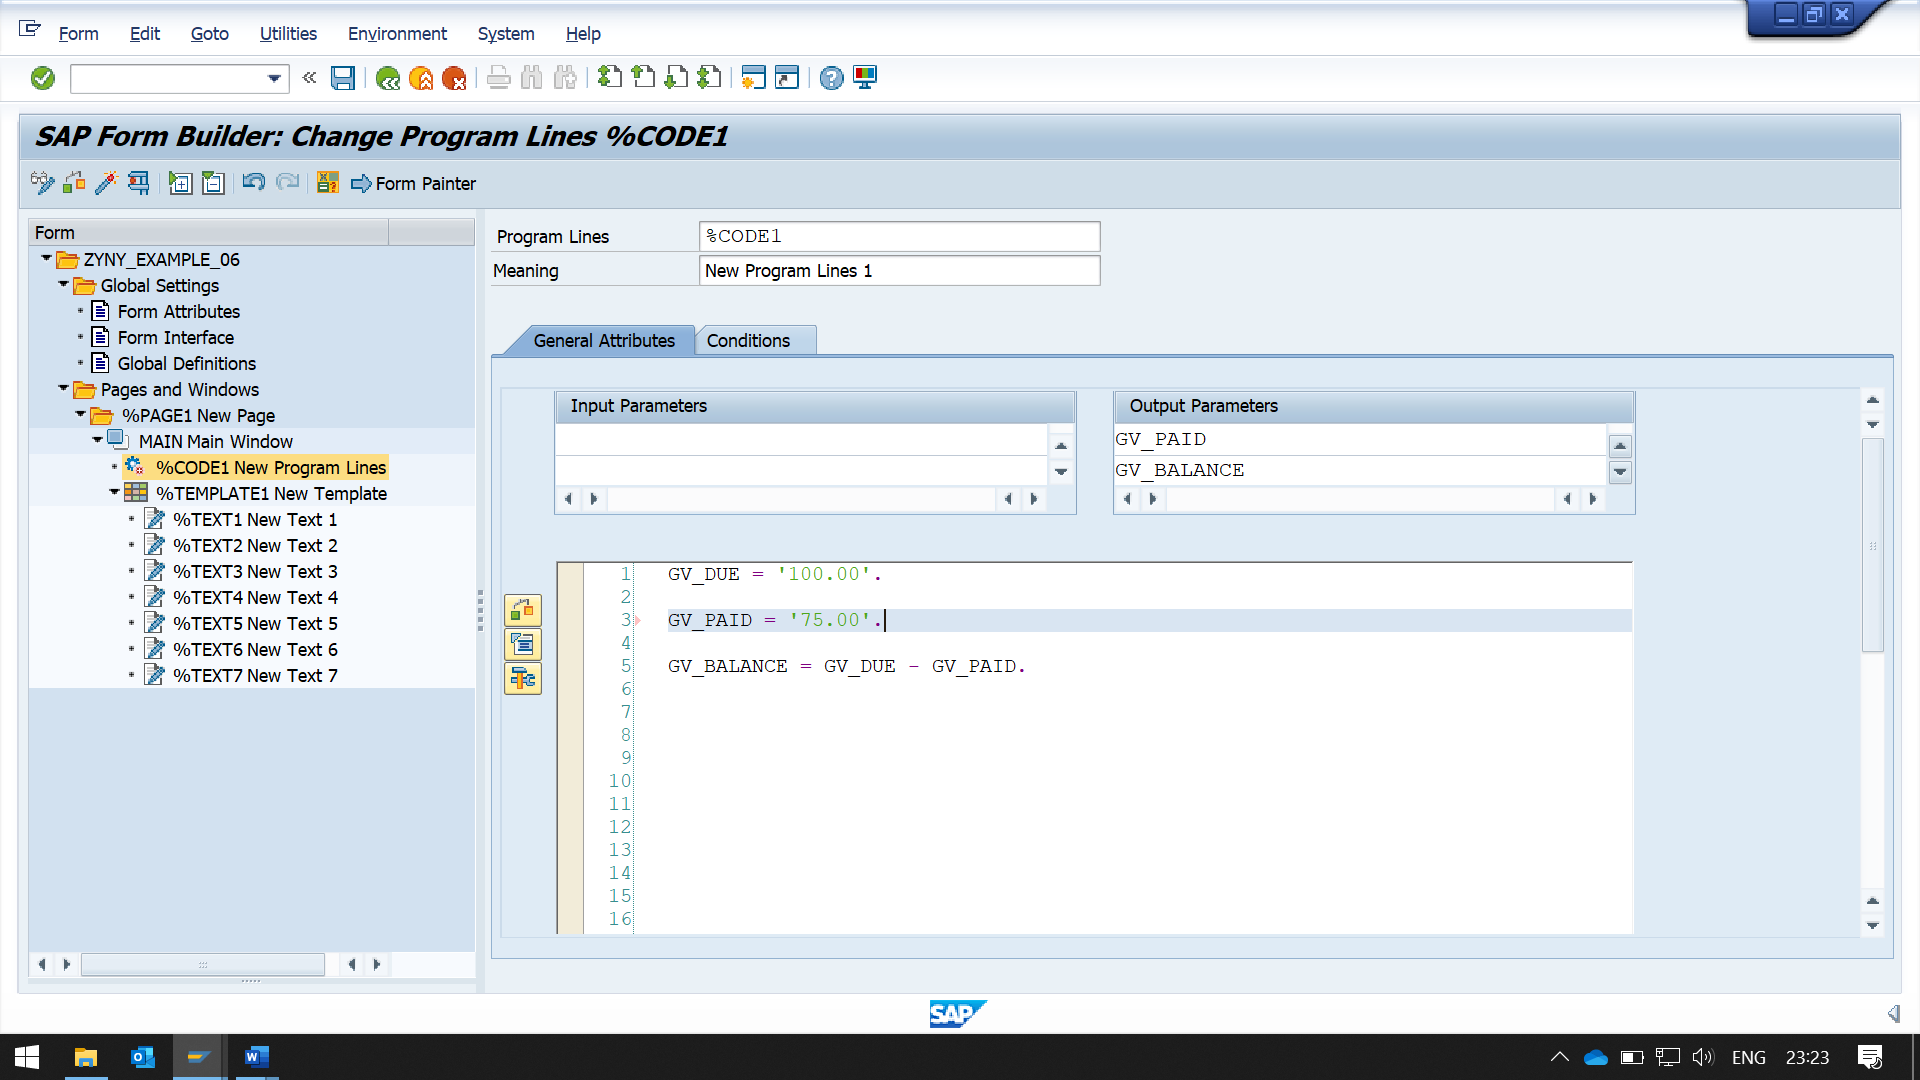 Form Edit Goto Utilities Environment System Help
SAP Form Builder: Change Program Lines %CODE1
Form Painter
Form
ZYNY_EXAMPLE_06
Global Settings
Form Attributes
Form Interface
Global Definitions
Pages and Windows
%PAGE1 New Page
MAIN Main Window
%CODE1 New Program Lines
%TEMPLATE1 New Template
%TEXT1 New Text 1
%TEXT2 New Text 2
%TEXT3 New Text 3
%TEXT4 New Text 4
%TEXT5 New Text 5
%TEXT6 New Text 6
%TEXT7 New Text 7
Program Lines %CODE1
Meaning New Program Lines 1
General Attributes Conditions
Input Parameters
Output Parameters
GV_PAID
GV_BALANCE
1 GV_DUE = '100.00'.
2
3 GV_PAID = '75.00'.
4
5 GV_BALANCE = GV_DUE - GV_PAID.
6
7
8
9
10
11
12
13
14
15
16
SAP
ENG 23:23